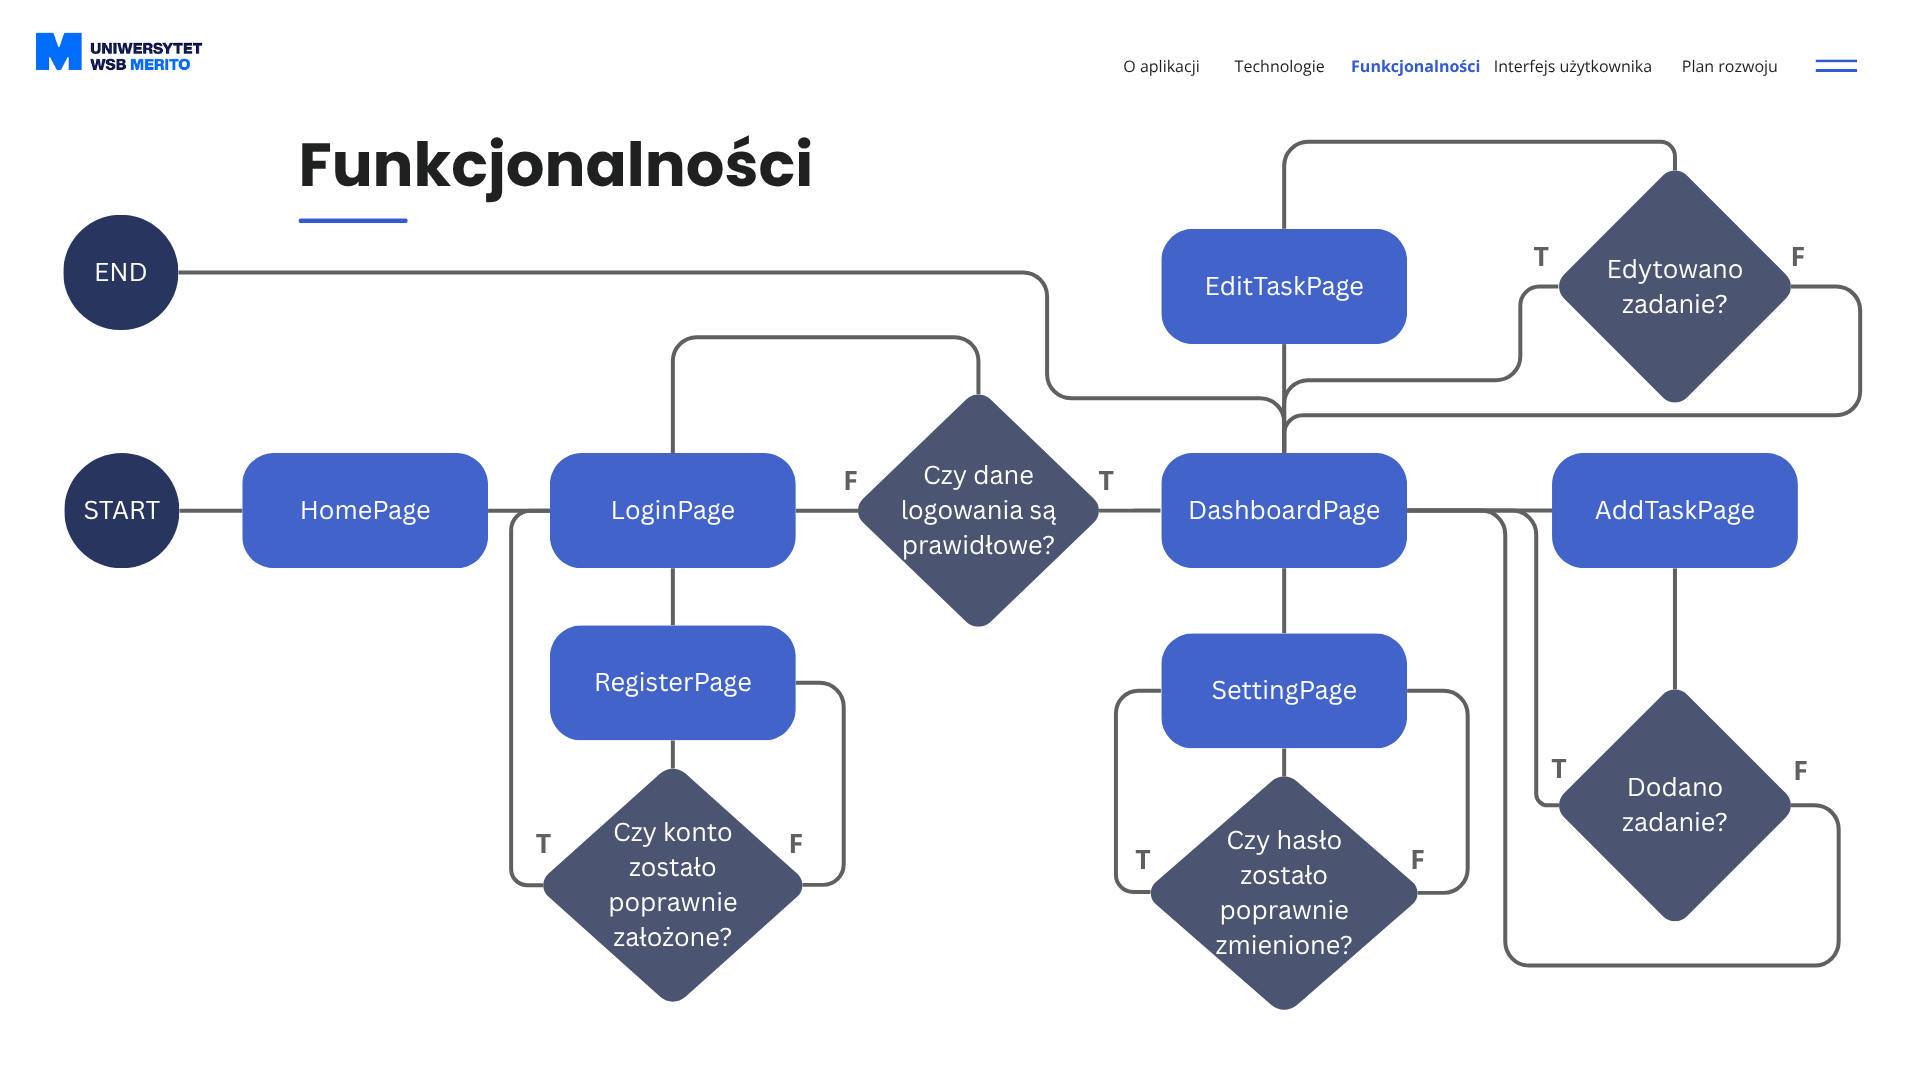 UNIWERSYTET
WSB MERITO
O aplikacji
Technologie
Funkcjonalności
Interfejs użytkownika
Plan rozwoju
Funkcjonalności
END
EditTaskPage
T
Edytowano
zadanie?
F
START
HomePage
LoginPage
F
Czy dane
logowania są
prawidłowe?
T
DashboardPage
AddTaskPage
RegisterPage
SettingPage
T
Czy konto
zostało
poprawnie
założone?
F
T
Czy hasło
zostało
poprawnie
zmienione?
F
T
Dodano
zadanie?
F